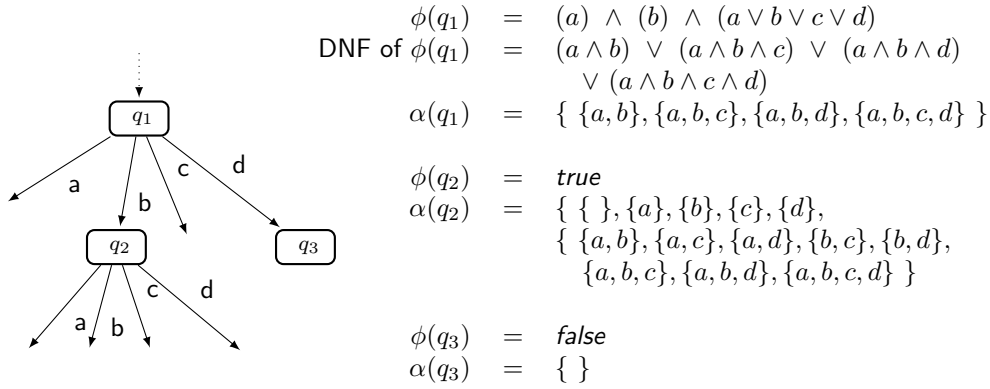 q₁
a
b
c
d
q₂
q₃
a
b
c
d
ϕ(q₁) = (a) ∧ (b) ∧ (a ∨ b ∨ c ∨ d)
DNF of ϕ(q₁) = (a ∧ b) ∨ (a ∧ b ∧ c) ∨ (a ∧ b ∧ d)
∨ (a ∧ b ∧ c ∧ d)
α(q₁) = { {a, b}, {a, b, c}, {a, b, d}, {a, b, c, d} }
ϕ(q₂) = true
α(q₂) = { { }, {a}, {b}, {c}, {d},
{ {a, b}, {a, c}, {a, d}, {b, c}, {b, d},
{a, b, c}, {a, b, d}, {a, b, c, d} }
ϕ(q₃) = false
α(q₃) = { }